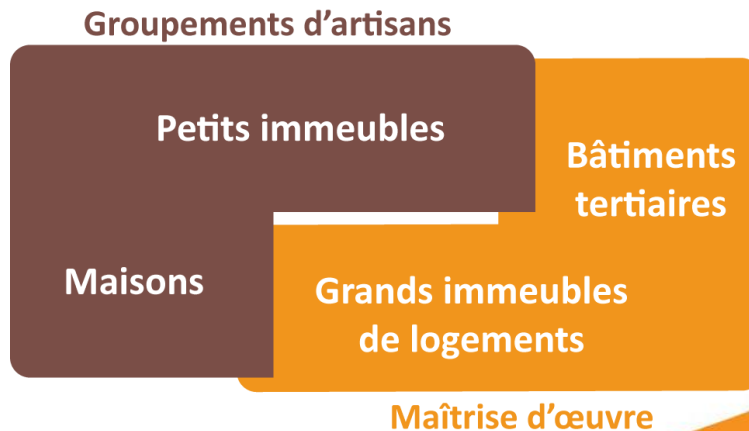 Groupements d'artisans
Petits immeubles
Bâtiments
tertiaires
Maisons
Grands immeubles
de logements
Maîtrise d'œuvre